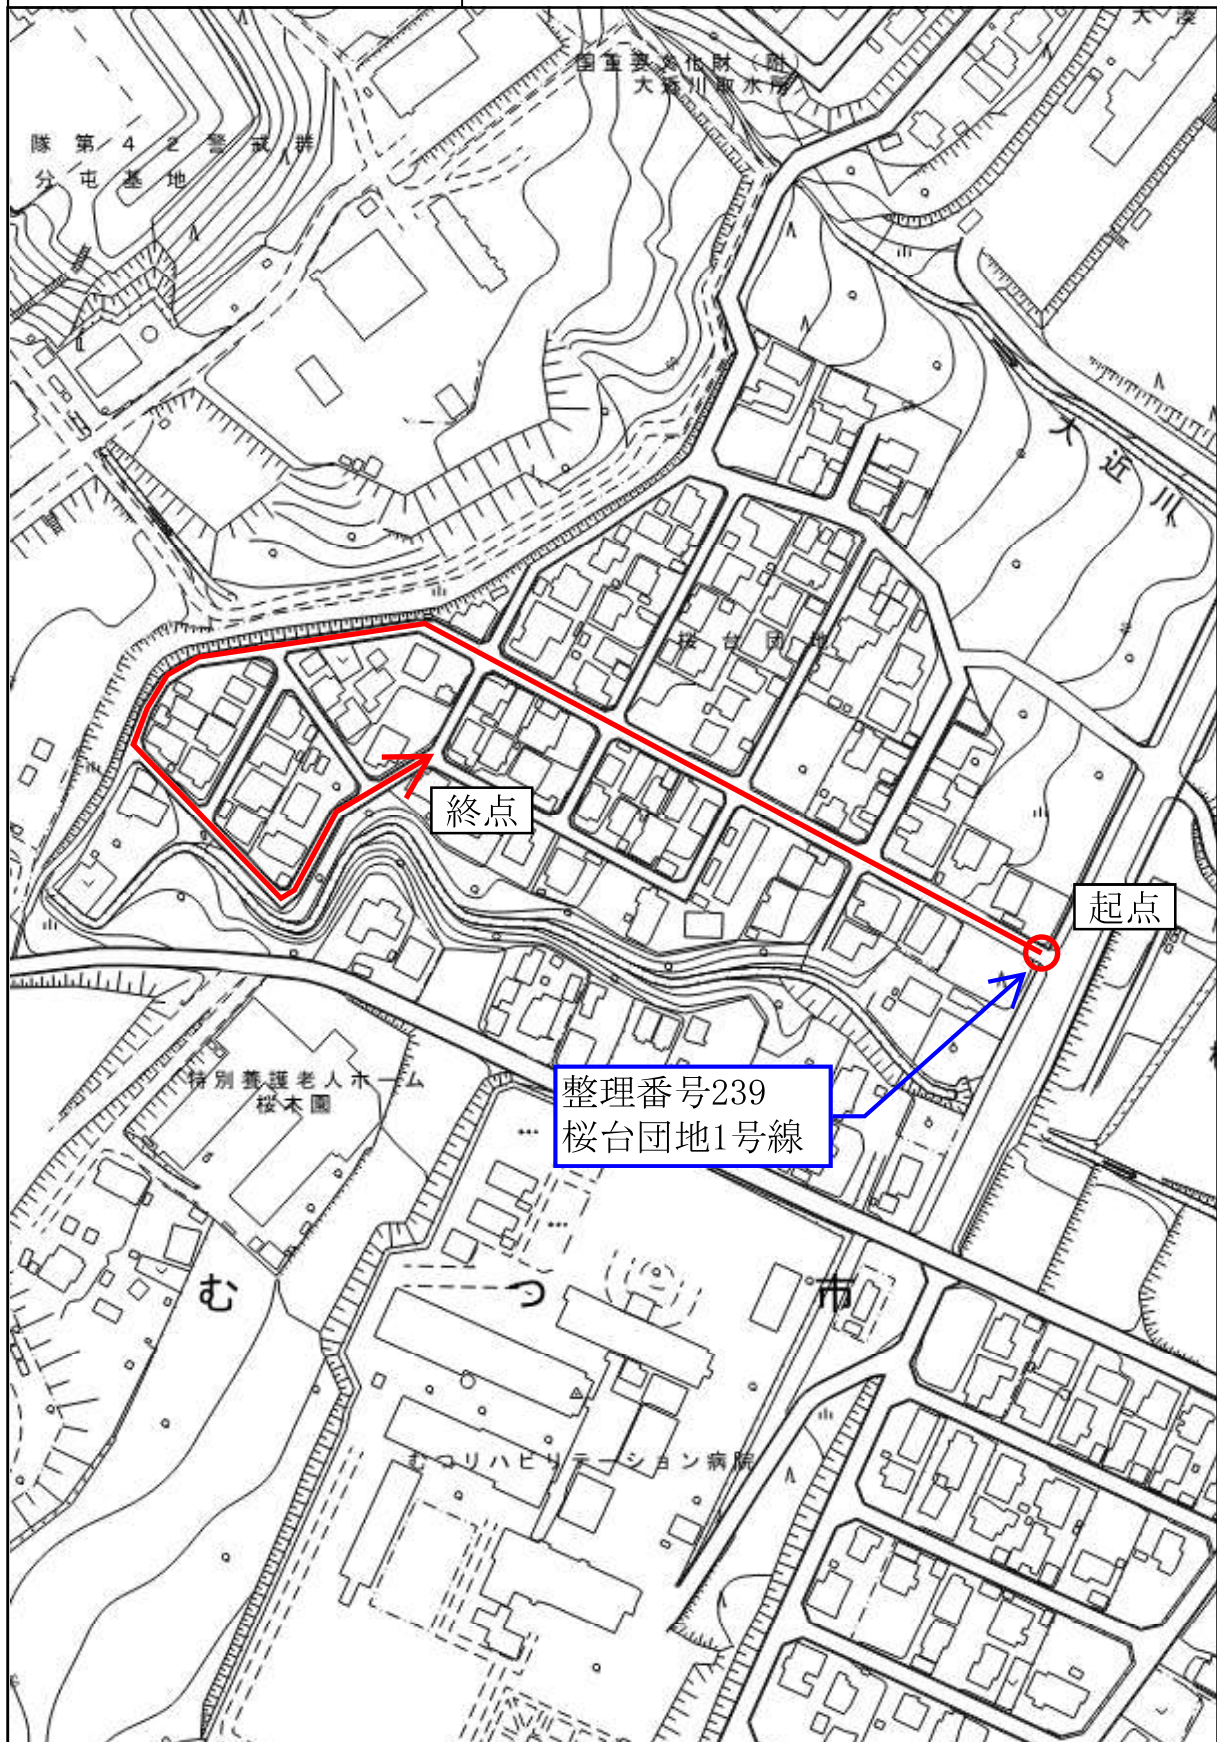 大湊
国重要文化財（附）
大近川取水所
隊第42警戒群
分屯基地
大近川
桜台団地
終点
起点
整理番号239
桜台団地1号線
特別養護老人ホーム
桜木園
むつ市
むつリハビリテーション病院